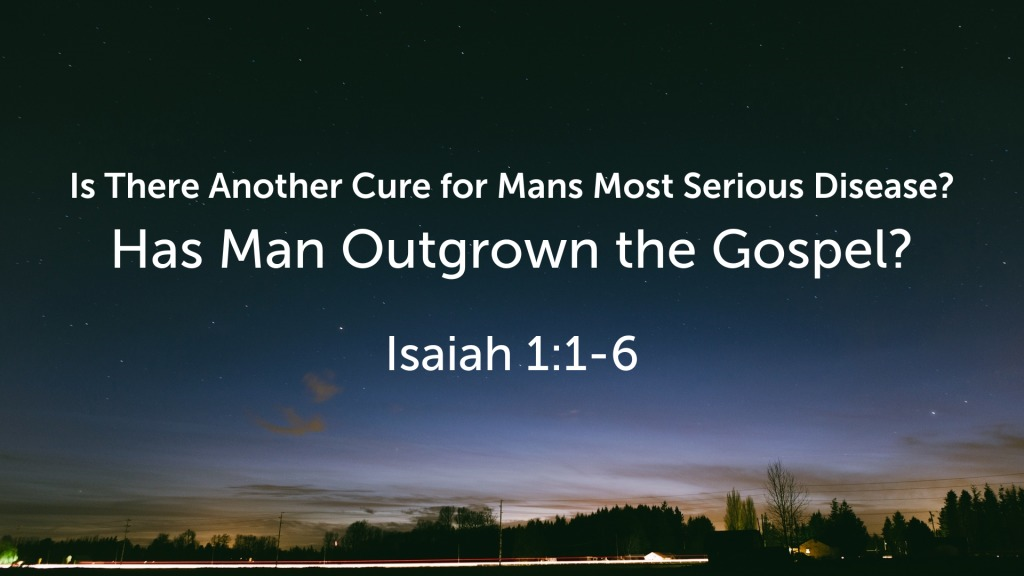 Is There Another Cure for Mans Most Serious Disease?
Has Man Outgrown the Gospel?
Isaiah 1:1-6